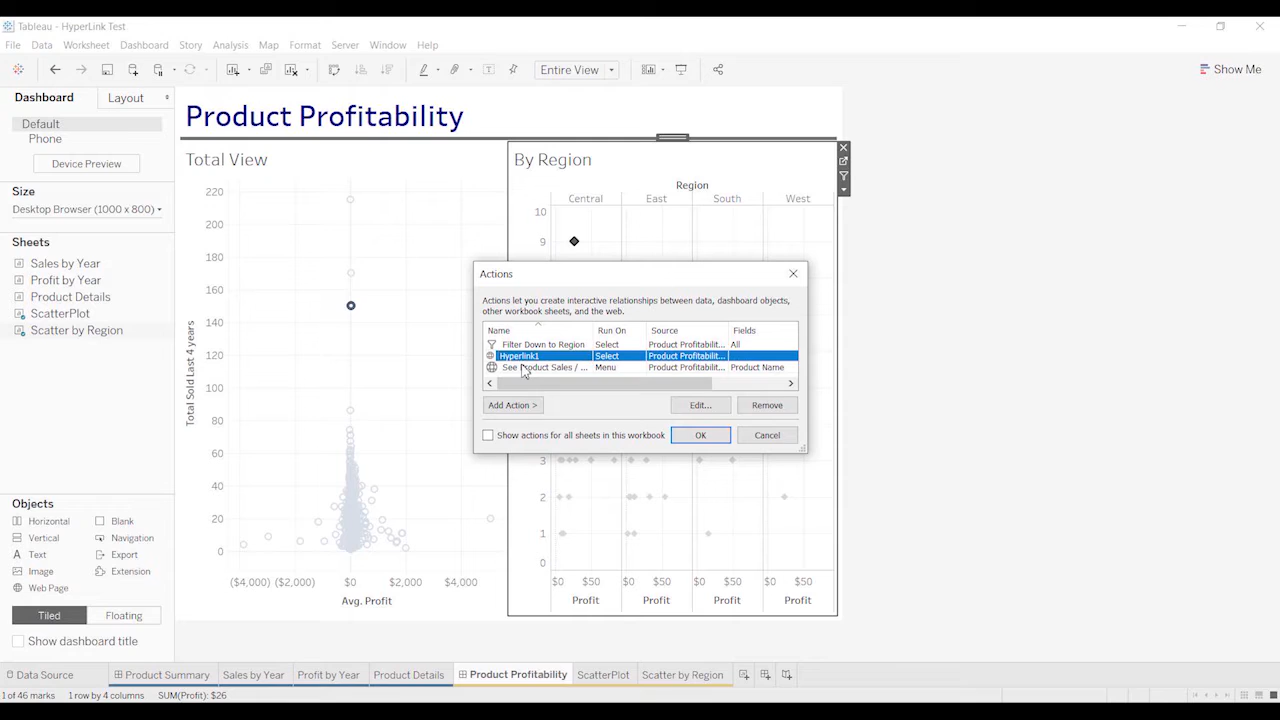 Tableau - HyperLink Test
File Data Worksheet Dashboard Story Analysis Map Format Server Window Help
Entire View
Show Me
Dashboard Layout
Default
Phone
Device Preview
Size
Desktop Browser (1000 x 800)
Sheets
Sales by Year
Profit by Year
Product Details
ScatterPlot
Scatter by Region
Objects
Horizontal Blank
Vertical Navigation
A Text Export
Image Extension
Web Page
Tiled Floating
Show dashboard title
Product Profitability
Total View
220
200
180
160
140
120
100
80
60
40
20
0
Total Sold Last 4 years
($4,000) ($2,000) $0 $2,000 $4,000
Avg. Profit
By Region
Region
Central East South West
10
9
3
2
1
0
$0 $50 $0 $50 $0 $50 $0 $50
Profit Profit Profit Profit
Actions
Actions let you create interactive relationships between data, dashboard objects,
other workbook sheets, and the web.
Name Run On Source Fields
Filter Down to Region Select Product Profitabilit... All
Hyperlink1 Select Product Profitabilit...
See Product Sales / ... Menu Product Profitabilit... Product Name
Add Action > Edit... Remove
Show actions for all sheets in this workbook OK Cancel
Data Source Product Summary Sales by Year Profit by Year Product Details Product Profitability ScatterPlot Scatter by Region
1 of 46 marks 1 row by 4 columns SUM(Profit): $26